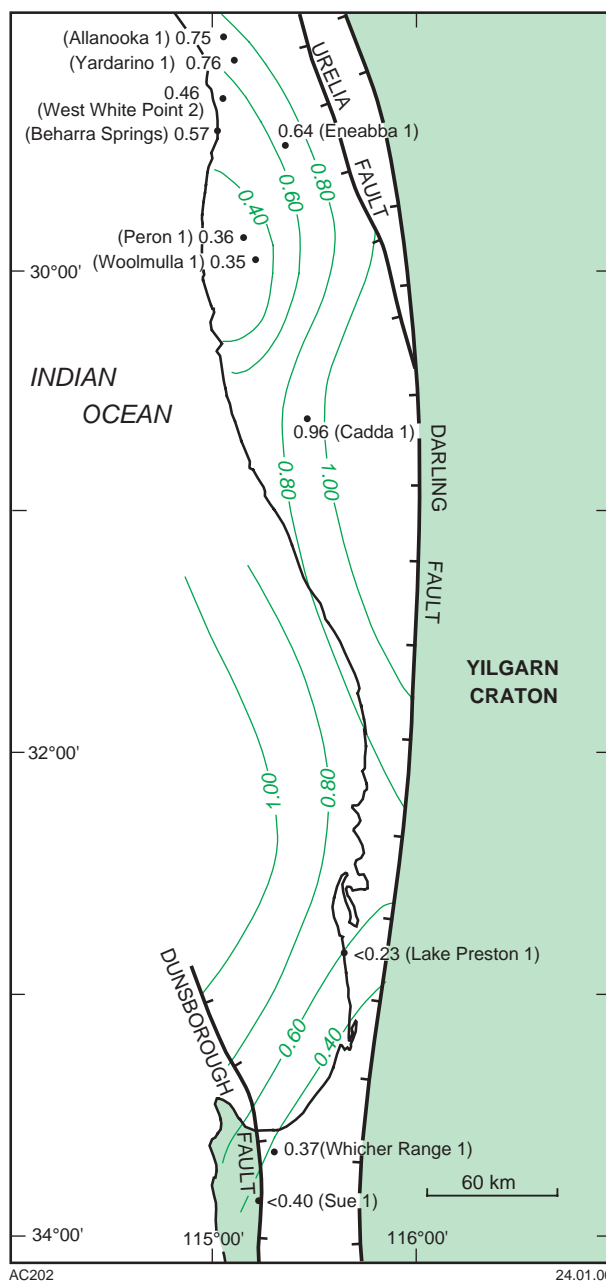 (Allanooka 1) 0.75
(Yardarino 1) 0.76
0.46
(West White Point 2)
(Beharra Springs) 0.57
0.64 (Eneabba 1)
URELIA
FAULT
0.80
0.60
0.40
(Peron 1) 0.36
(Woolmulla 1) 0.35
30°00'
INDIAN
OCEAN
0.96 (Cadda 1)
DARLING
FAULT
0.80
1.00
YILGARN
CRATON
32°00'
1.00
0.80
<0.23 (Lake Preston 1)
DUNSBOROUGH
FAULT
0.60
0.40
0.37(Whicher Range 1)
<0.40 (Sue 1)
60 km
34°00'
115°00'
116°00'
AC202